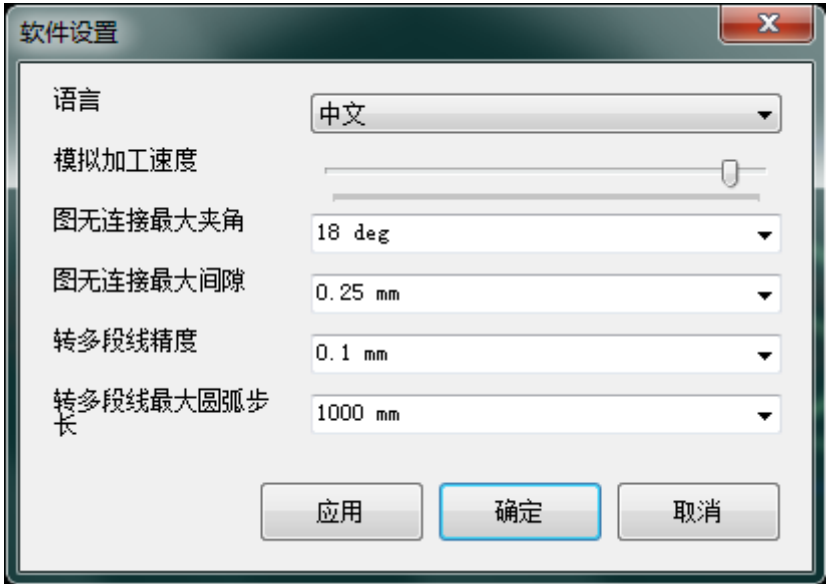 软件设置
语言
中文
模拟加工速度
图无连接最大夹角
18 deg
图无连接最大间隙
0.25 mm
转多段线精度
0.1 mm
转多段线最大圆弧步
长
1000 mm
应用
确定
取消